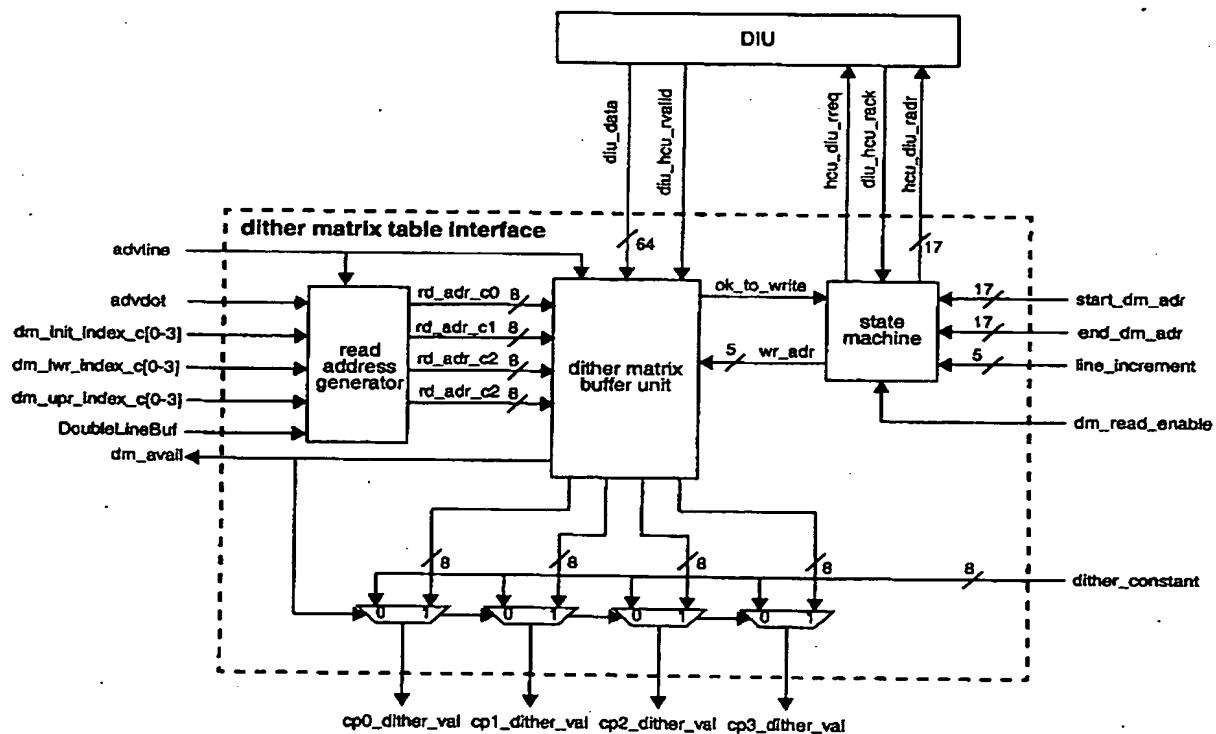 DIU
diu_data
diu_hcu_rvalid
hcu_diu_rreq
diu_hcu_rack
hcu_diu_radr
dither matrix table interface
64
17
advline
advdot
dm_init_index_c[0-3]
dm_lwr_index_c[0-3]
dm_upr_index_c[0-3]
DoubleLineBuf
dm_avail
read
address
generator
rd_adr_c0 8
rd_adr_c1 8
rd_adr_c2 8
rd_adr_c2 8
dither matrix
buffer unit
ok_to_write
5 wr_adr
state
machine
17 start_dm_adr
17 end_dm_adr
5 line_increment
dm_read_enable
8 8 8 8
8 dither_constant
0 1 0 1 0 1 0 1
cp0_dither_val cp1_dither_val cp2_dither_val cp3_dither_val